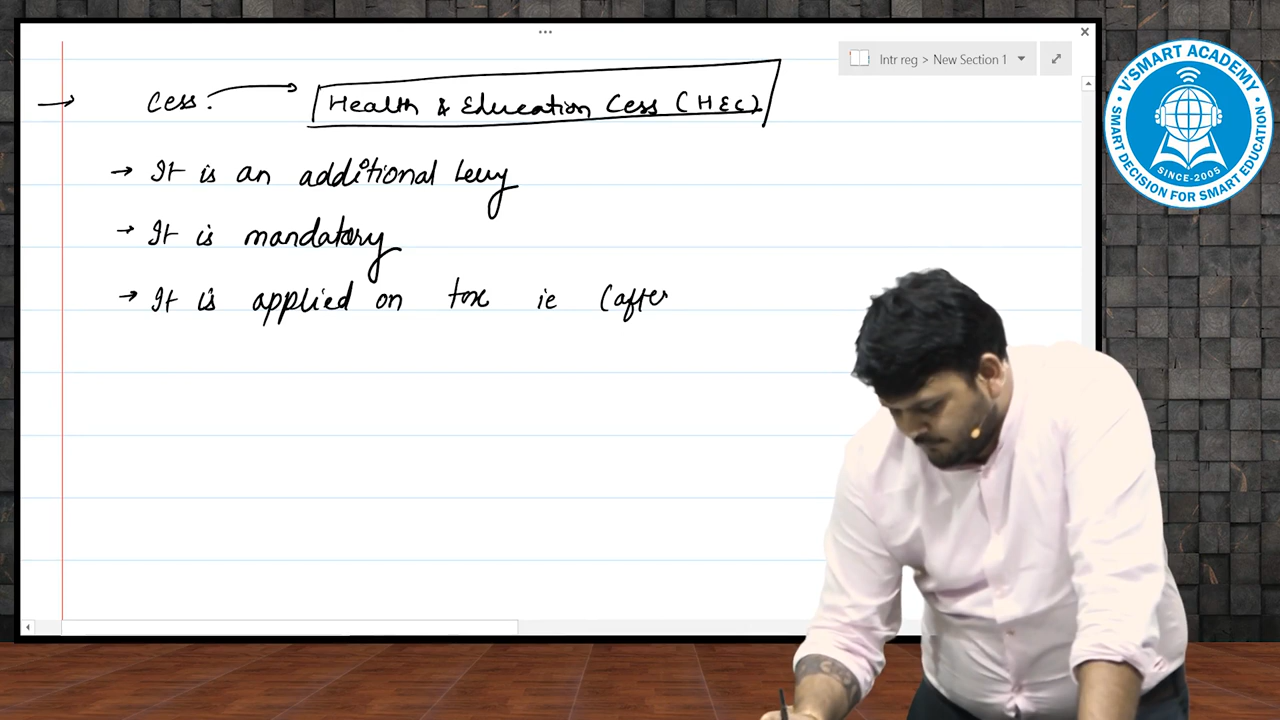 Intr reg > New Section 1
Cess. Health & Education Cess (HEC).
→ It is an additional levy
→ It is mandatory
→ It is applied on tax ie (after
V'SMART ACADEMY
SINCE-2005
SMART DECISION FOR SMART EDUCATION